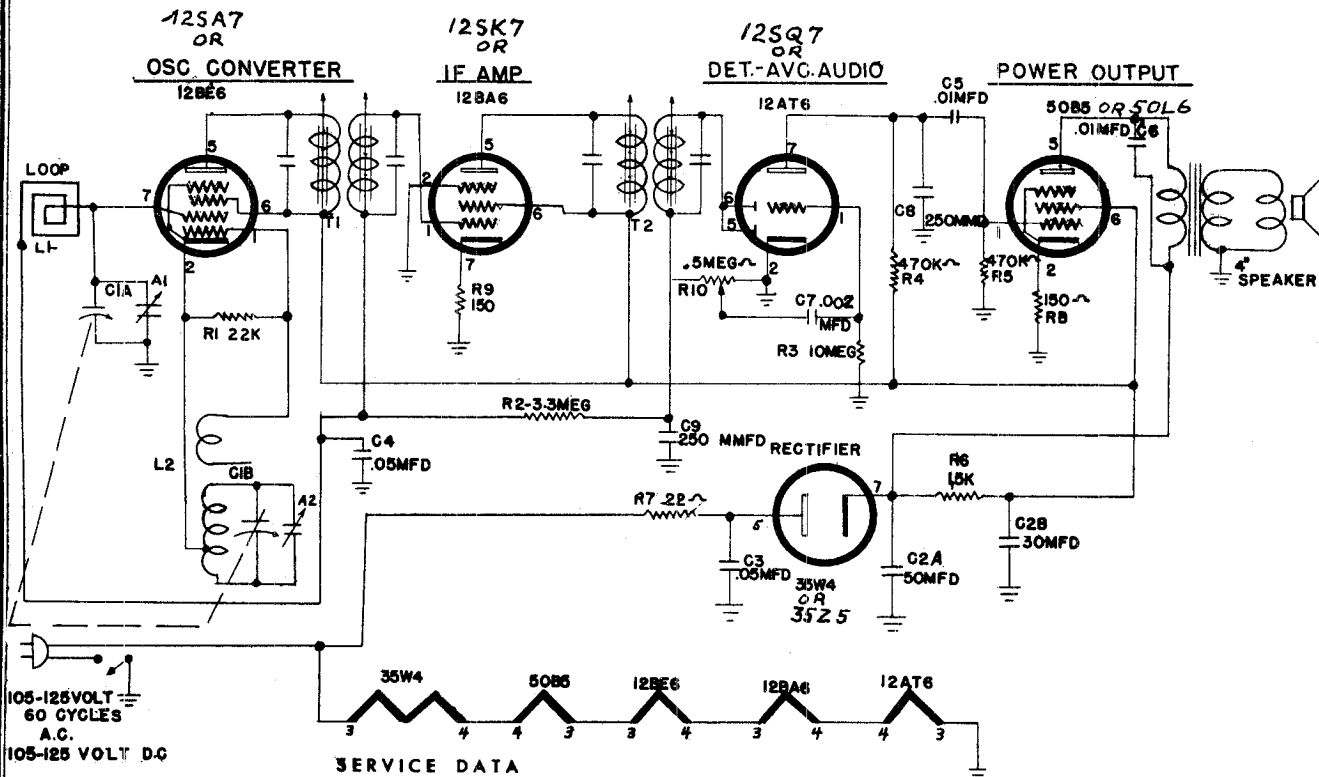 12SA7
OR
OSC. CONVERTER
12BE6
12SK7
OR
IF AMP
12BA6
12SQ7
OR
DET.-AVC.AUDIO
12AT6
POWER OUTPUT
50B5 OR 50L6
C5
.01MFD
.01MFD C6
LOOP
L1
5
7
6
1
2
T1
5
2
1
6
7
T2
7
6
5
1
2
5
1
6
2
C1A
A1
R1 22K
R9
150
.5MEG~
R10
C7 .002
MFD
R3 10MEG
C8
250MMFD
470K~
R4
470K~
R5
150~
R8
4"
SPEAKER
R2-3.3MEG
C4
.05MFD
C9
250 MMFD
RECTIFIER
L2
C1B
A2
R7 22~
5
7
C3
.05MFD
35W4
OR
35Z5
R6
1.5K
C2A
50MFD
C2B
30MFD
105-125VOLT
60 CYCLES
A.C.
105-125 VOLT D.C
35W4
50B5
12BE6
12BA6
12AT6
3 4 4 3 3 4 3 4 4 3
SERVICE DATA